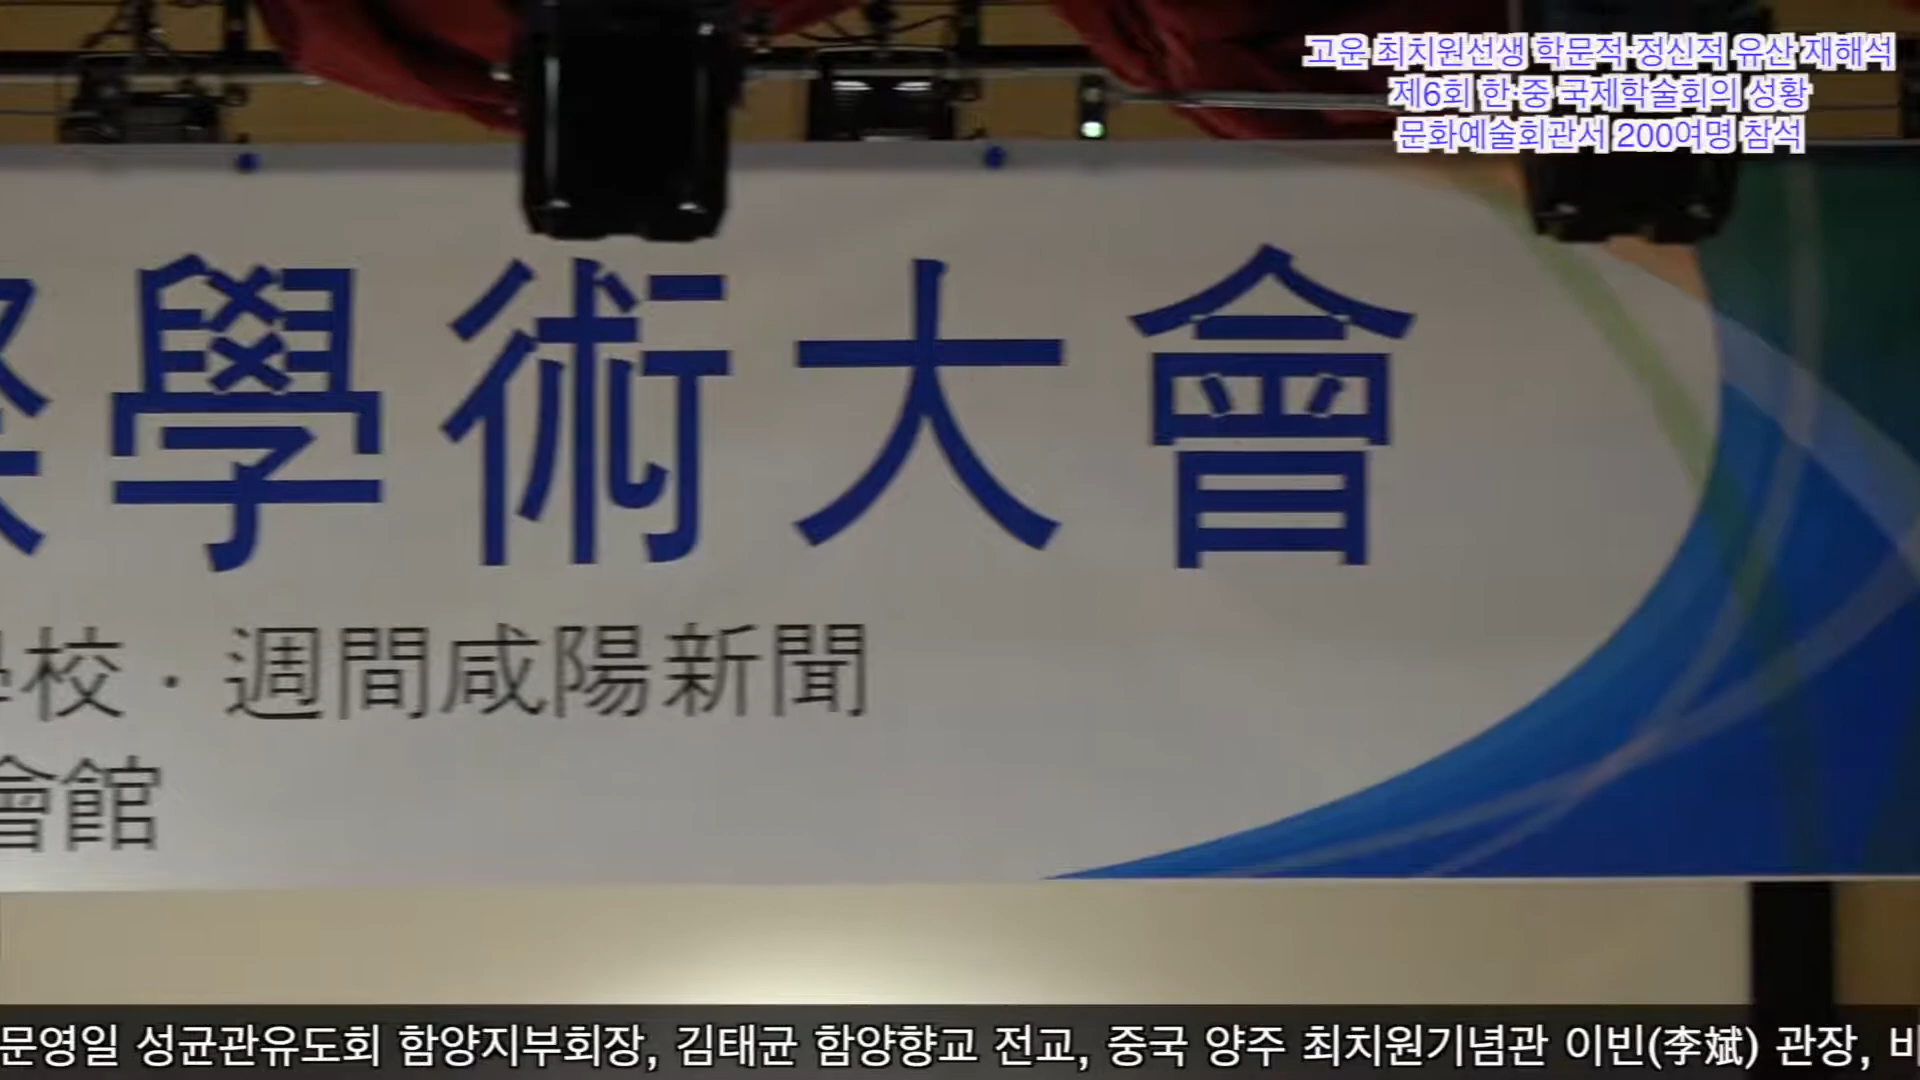 고운 최치원선생 학문적·정신적 유산 재해석
제6회 한·중 국제학술회의 성황
문화예술회관서 200여명 참석
學術大會
校·週間咸陽新聞
會館
문영일 성균관유도회 함양지부회장, 김태균 함양향교 전교, 중국 양주 최치원기념관 이빈(李斌) 관장,